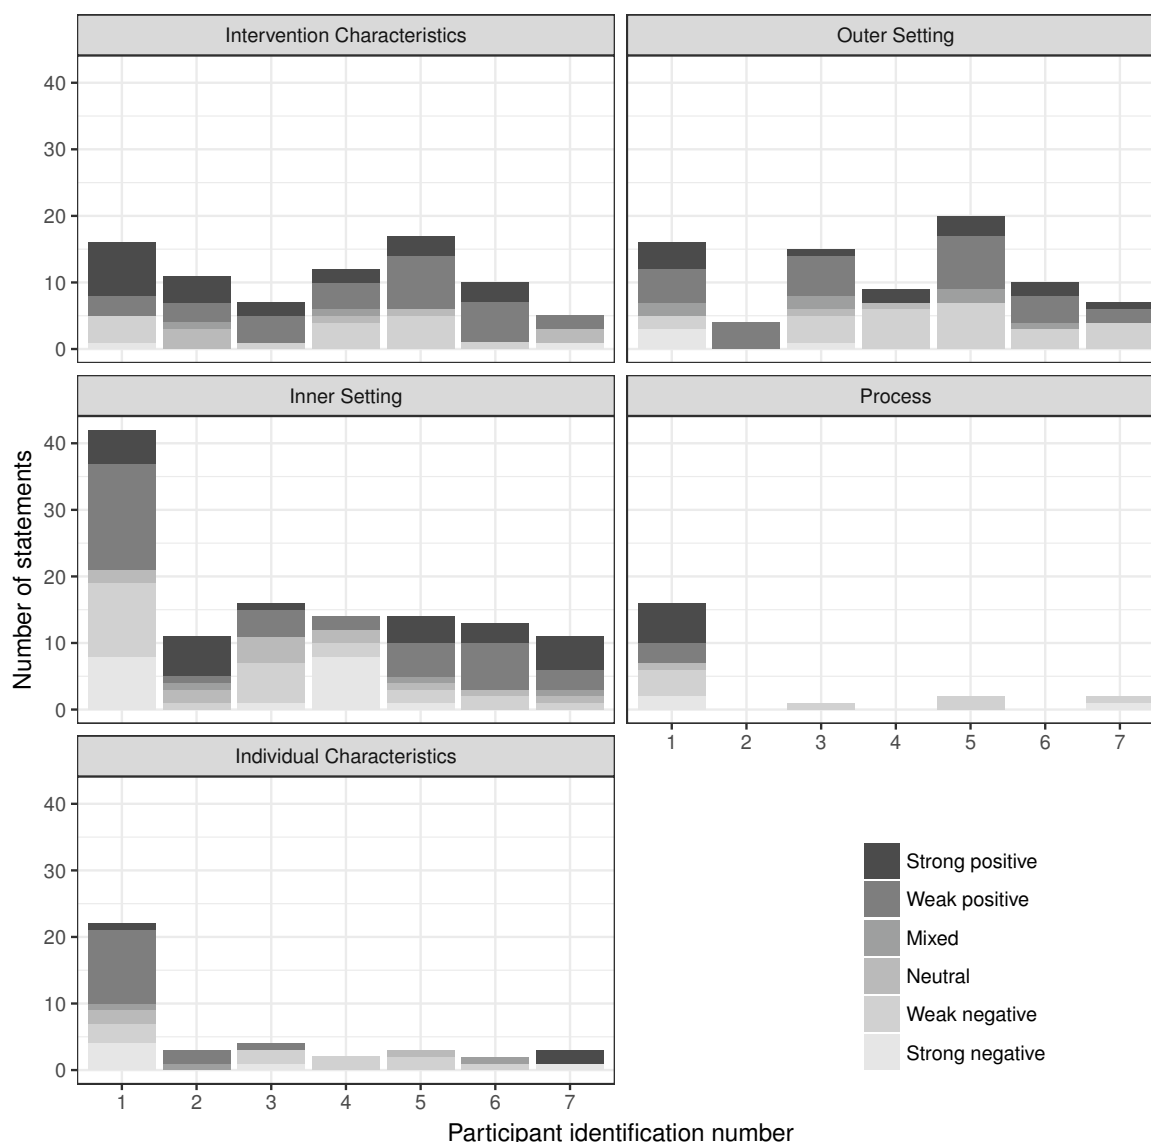 Intervention Characteristics
Outer Setting
40
30
20
10
0
Inner Setting
Process
40
30
20
10
0
Number of statements
1 2 3 4 5 6 7
Individual Characteristics
40
30
20
10
0
1 2 3 4 5 6 7
Strong positive
Weak positive
Mixed
Neutral
Weak negative
Strong negative
Participant identification number